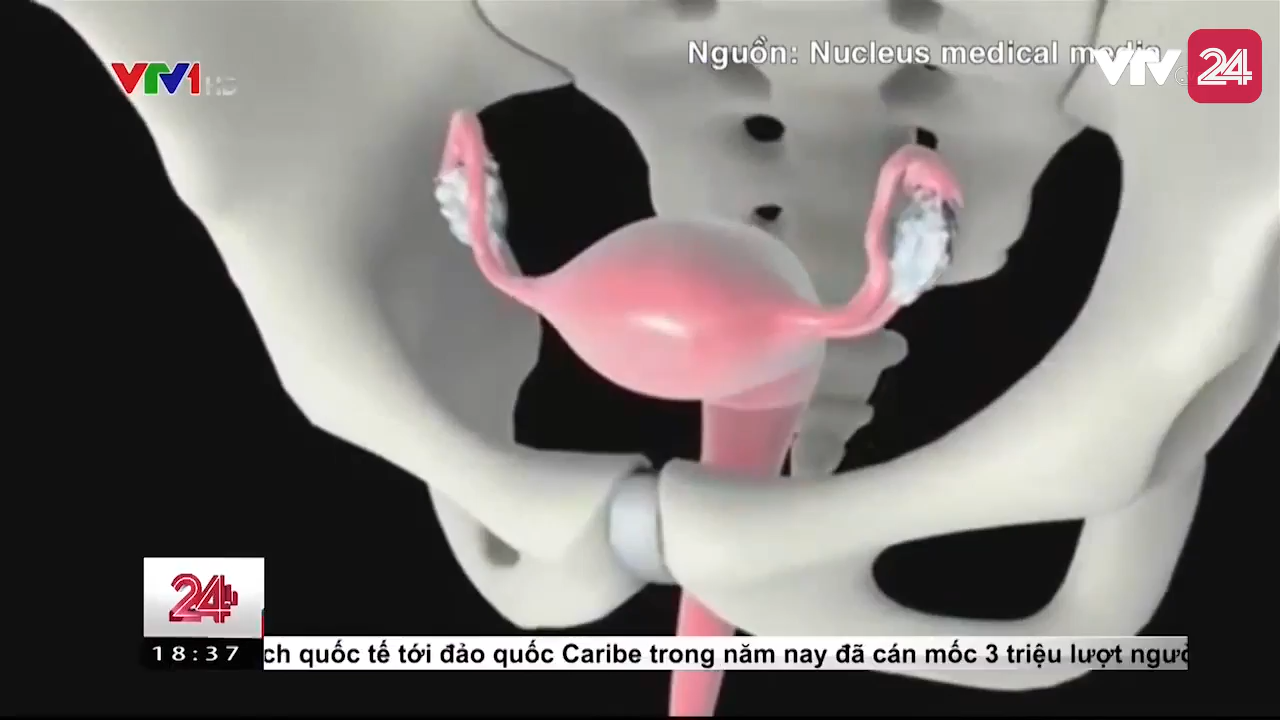 VTV1 HD
Nguồn: Nucleus medical media
VTV 24
24
18:37
ch quốc tế tới đảo quốc Caribe trong năm nay đã cán mốc 3 triệu lượt ngườ